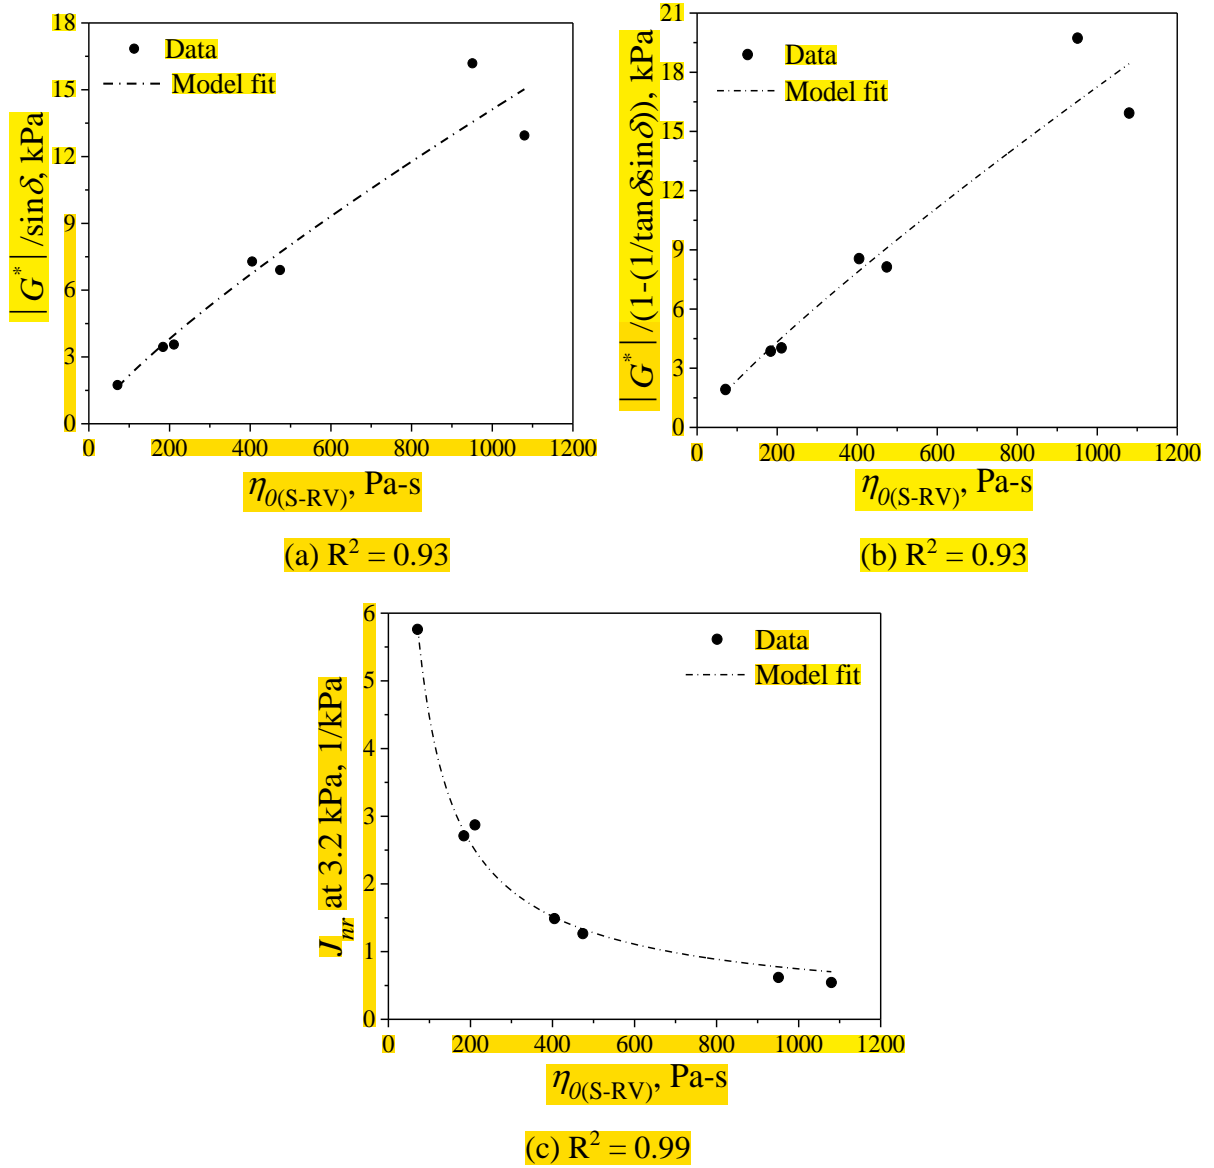 18
15
12
9
6
3
0
0 200 400 600 800 1000 1200
Data
Model fit
|G*|/sinδ, kPa
η0(S-RV), Pa-s
(a) R² = 0.93
21
18
15
12
9
6
3
0
0 200 400 600 800 1000 1200
Data
Model fit
|G*|/(1-(1/tanδsinδ)), kPa
η0(S-RV), Pa-s
(b) R² = 0.93
6
5
4
3
2
1
0
0 200 400 600 800 1000 1200
Data
Model fit
Jnr at 3.2 kPa, 1/kPa
η0(S-RV), Pa-s
(c) R² = 0.99